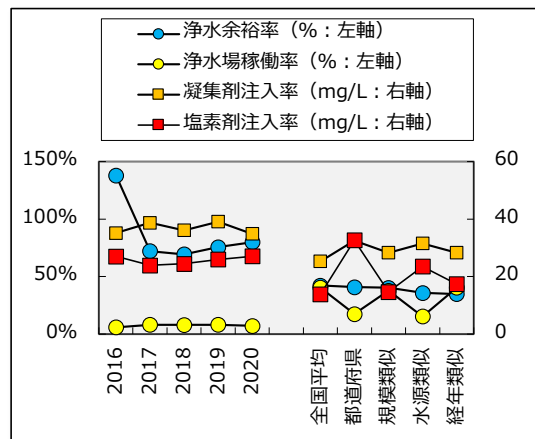 浄水余裕率（%：左軸）
浄水場稼働率（%：左軸）
凝集剤注入率（mg/L：右軸）
塩素剤注入率（mg/L：右軸）
150%
100%
50%
0%
60
40
20
0
2016
2017
2018
2019
2020
全国平均
都道府県
規模類似
水源類似
経年類似